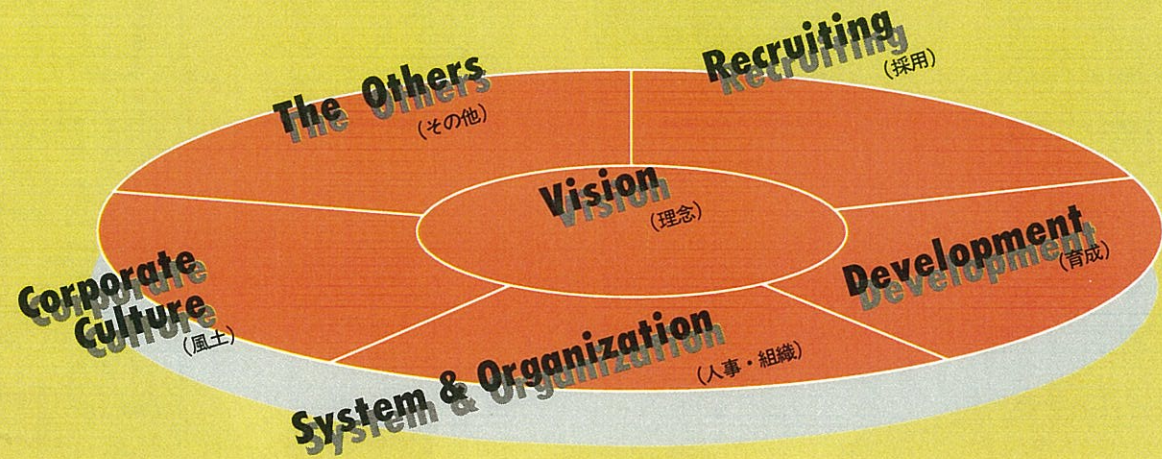 Recruiting
(採用)
The Others
(その他)
Vision
(理念)
Development
(育成)
Corporate
Culture
(風土)
System & Organization
(人事・組織)